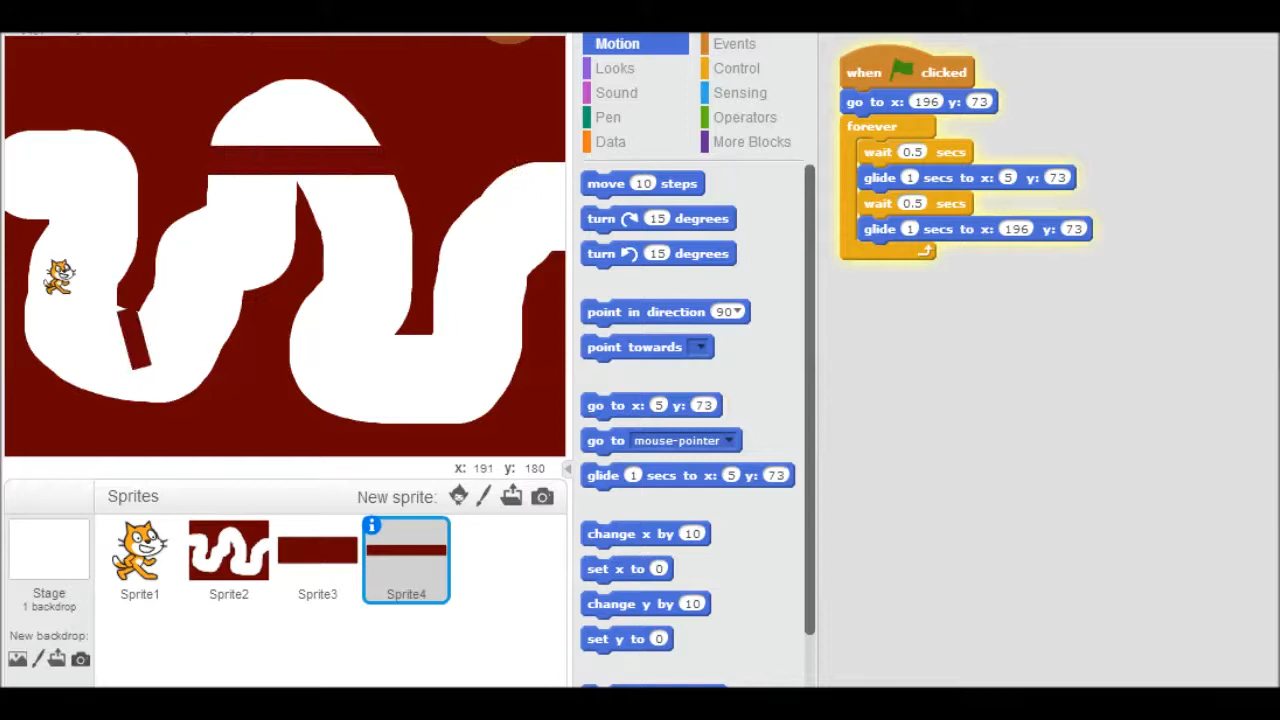 Motion
Events
Looks
Control
Sound
Sensing
Pen
Operators
Data
More Blocks
move 10 steps
turn 15 degrees
turn 15 degrees
point in direction 90
point towards
go to x: 5 y: 73
go to mouse-pointer
glide 1 secs to x: 5 y: 73
change x by 10
set x to 0
change y by 10
set y to 0
when clicked
go to x: 196 y: 73
forever
wait 0.5 secs
glide 1 secs to x: 5 y: 73
wait 0.5 secs
glide 1 secs to x: 196 y: 73
x: 191 y: 180
Sprites
New sprite:
Stage
1 backdrop
New backdrop:
Sprite1
Sprite2
Sprite3
Sprite4